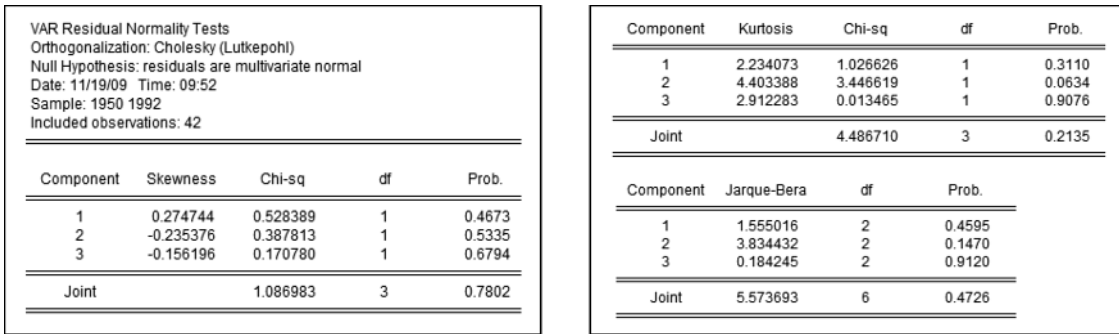 VAR Residual Normality Tests
Orthogonalization: Cholesky (Lutkepohl)
Null Hypothesis: residuals are multivariate normal
Date: 11/19/09 Time: 09:52
Sample: 1950 1992
Included observations: 42
Component Skewness Chi-sq df Prob.
1 0.274744 0.528389 1 0.4673
2 -0.235376 0.387813 1 0.5335
3 -0.156196 0.170780 1 0.6794
Joint 1.086983 3 0.7802
Component Kurtosis Chi-sq df Prob.
1 2.234073 1.026626 1 0.3110
2 4.403388 3.446619 1 0.0634
3 2.912283 0.013465 1 0.9076
Joint 4.486710 3 0.2135
Component Jarque-Bera df Prob.
1 1.555016 2 0.4595
2 3.834432 2 0.1470
3 0.184245 2 0.9120
Joint 5.573693 6 0.4726